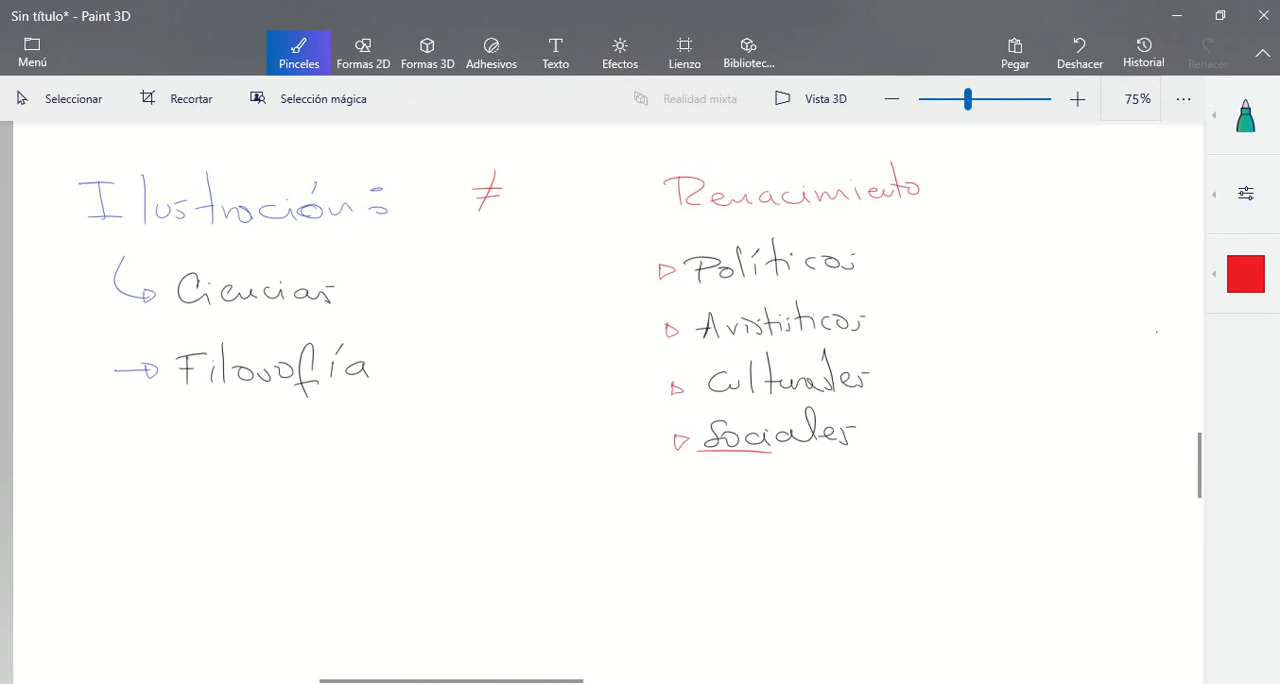 Sin título* - Paint 3D
Menú
Pinceles
Formas 2D
Formas 3D
Adhesivos
Texto
Efectos
Lienzo
Bibliotec...
Pegar
Deshacer
Historial
Rehacer
Seleccionar
Recortar
Selección mágica
Realidad mixta
Vista 3D
75%
Ilustración: ≠ Renacimiento
Ciencias
Filosofía
Políticos
Artistísticos
Culturales
Sociales